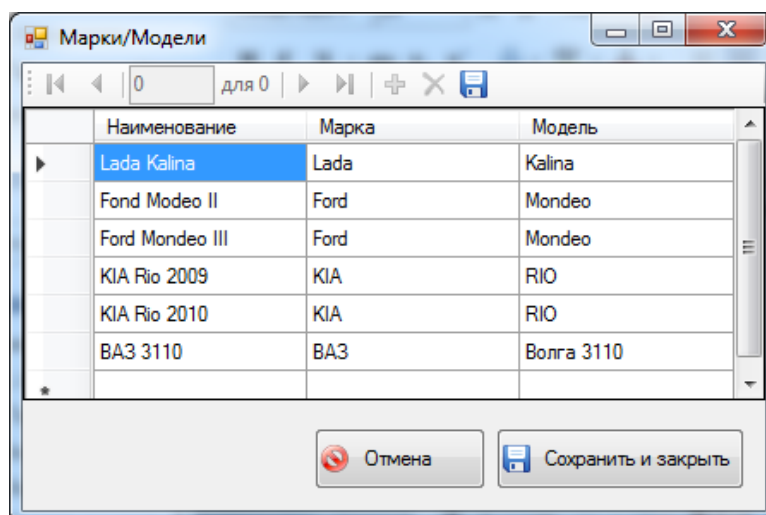 Марки/Модели
0 для 0
Наименование Марка Модель
Lada Kalina Lada Kalina
Fond Modeo II Ford Mondeo
Ford Mondeo III Ford Mondeo
KIA Rio 2009 KIA RIO
KIA Rio 2010 KIA RIO
ВАЗ 3110 ВАЗ Волга 3110
Отмена Сохранить и закрыть